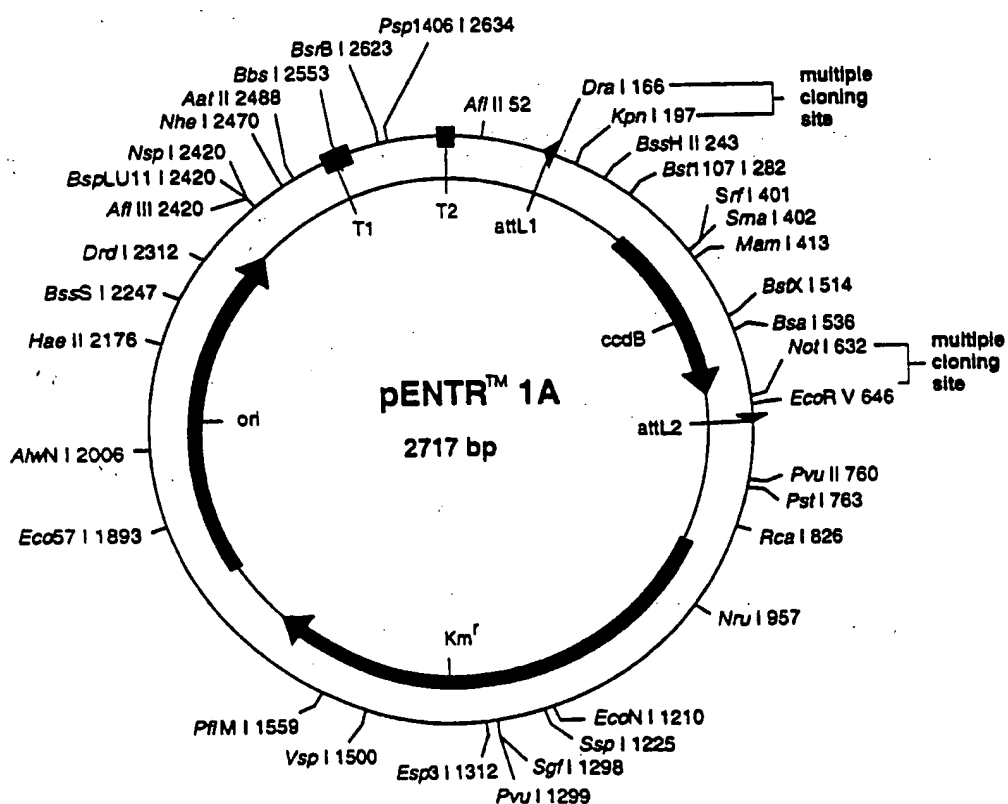 Psp1406 I 2634
BsrB I 2623
Bbs I 2553
Aat II 2488
Nhe I 2470
Nsp I 2420
BspLU11 I 2420
Afl III 2420
Drd I 2312
BssS I 2247
Hae II 2176
AlwN I 2006
Eco57 I 1893
Afl II 52
Dra I 166
Kpn I 197
multiple
cloning
site
BssH II 243
Bst1107 I 282
Srf I 401
Sma I 402
Mam I 413
BstX I 514
Bsa I 536
Not I 632
EcoR V 646
multiple
cloning
site
Pvu II 760
Pst I 763
Rca I 826
Nru I 957
EcoN I 1210
Ssp I 1225
Sgf I 1298
Pvu I 1299
Esp3 I 1312
Vsp I 1500
PflM I 1559
T1
T2
attL1
ccdB
attL2
ori
Kmr
pENTR™ 1A
2717 bp